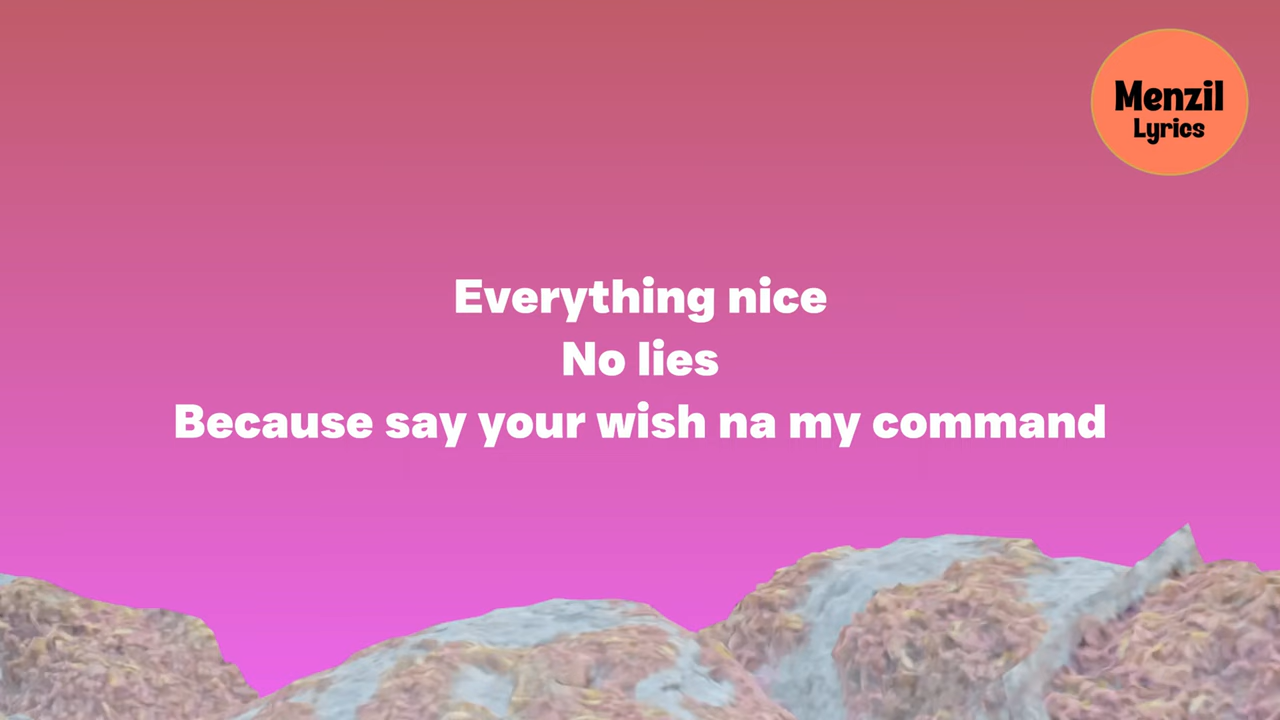 Menzil
Lyrics
Everything nice
No lies
Because say your wish na my command